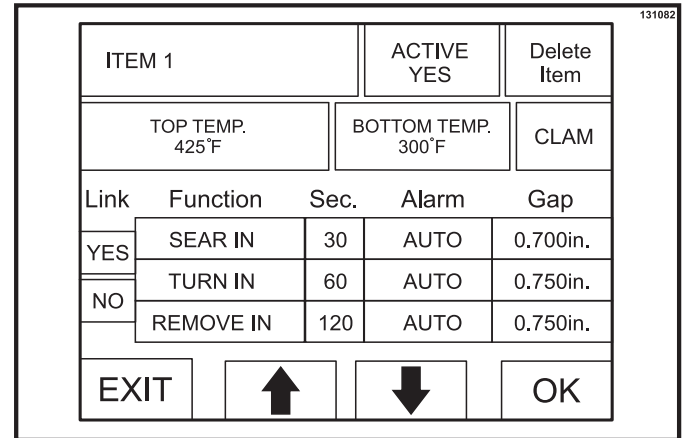 131082
ITEM 1
ACTIVE
YES
Delete
Item
TOP TEMP.
425°F
BOTTOM TEMP.
300°F
CLAM
Link Function Sec. Alarm Gap
YES
SEAR IN 30 AUTO 0.700in.
TURN IN 60 AUTO 0.750in.
NO
REMOVE IN 120 AUTO 0.750in.
EXIT
OK